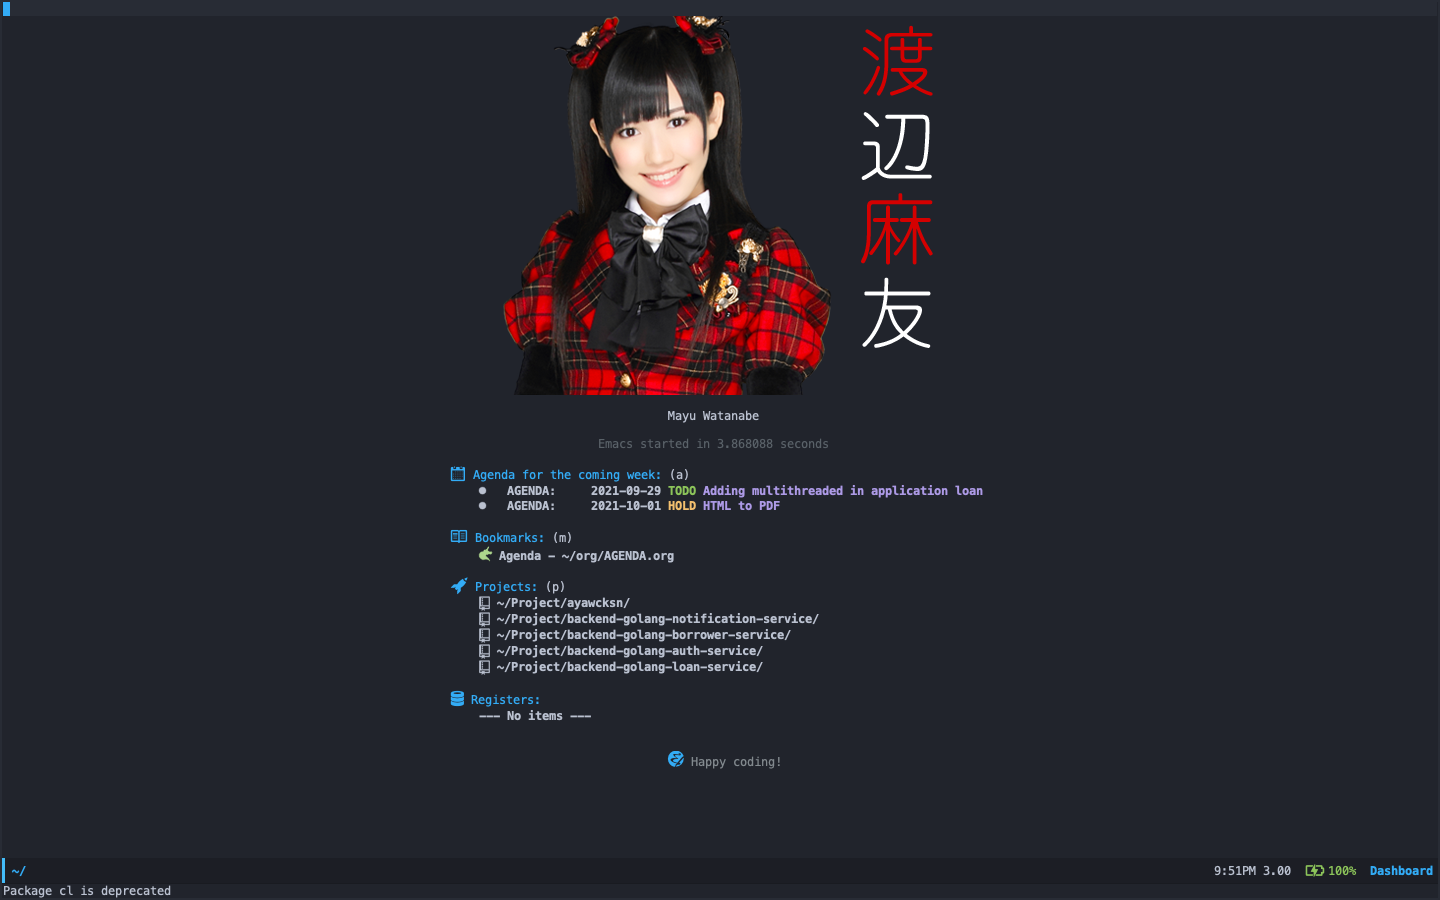 渡
辺
麻
友
Mayu Watanabe
Emacs started in 3.868088 seconds
Agenda for the coming week: (a)
AGENDA: 2021-09-29 TODO Adding multithreaded in application loan
AGENDA: 2021-10-01 HOLD HTML to PDF
Bookmarks: (m)
Agenda - ~/org/AGENDA.org
Projects: (p)
~/Project/ayawcksn/
~/Project/backend-golang-notification-service/
~/Project/backend-golang-borrower-service/
~/Project/backend-golang-auth-service/
~/Project/backend-golang-loan-service/
Registers:
--- No items ---
Happy coding!
~/ 9:51PM 3.00 100% Dashboard
Package cl is deprecated